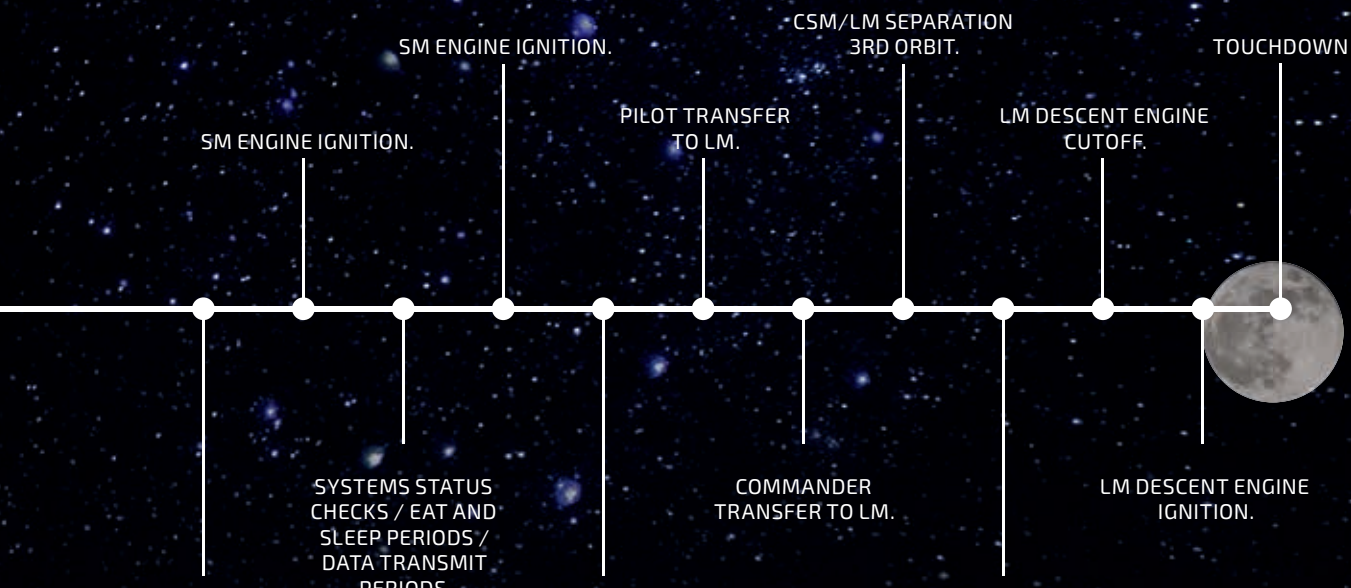 CSM/LM SEPARATION
3RD ORBIT.
SM ENGINE IGNITION.
TOUCHDOWN
PILOT TRANSFER
TO LM.
LM DESCENT ENGINE
CUTOFF.
SM ENGINE IGNITION.
SYSTEMS STATUS
CHECKS / EAT AND
SLEEP PERIODS /
DATA TRANSMIT
PERIODS
COMMANDER
TRANSFER TO LM.
LM DESCENT ENGINE
IGNITION.